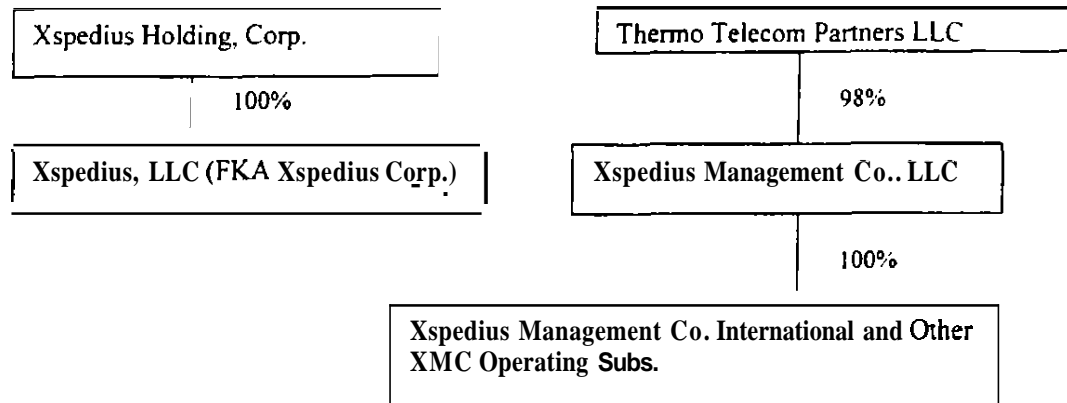 Xspedius Holding, Corp.
Thermo Telecom Partners LLC
100%
98%
Xspedius, LLC (FKA Xspedius Corp.)
Xspedius Management Co.. LLC
100%
Xspedius Management Co. International and Other
XMC Operating Subs.